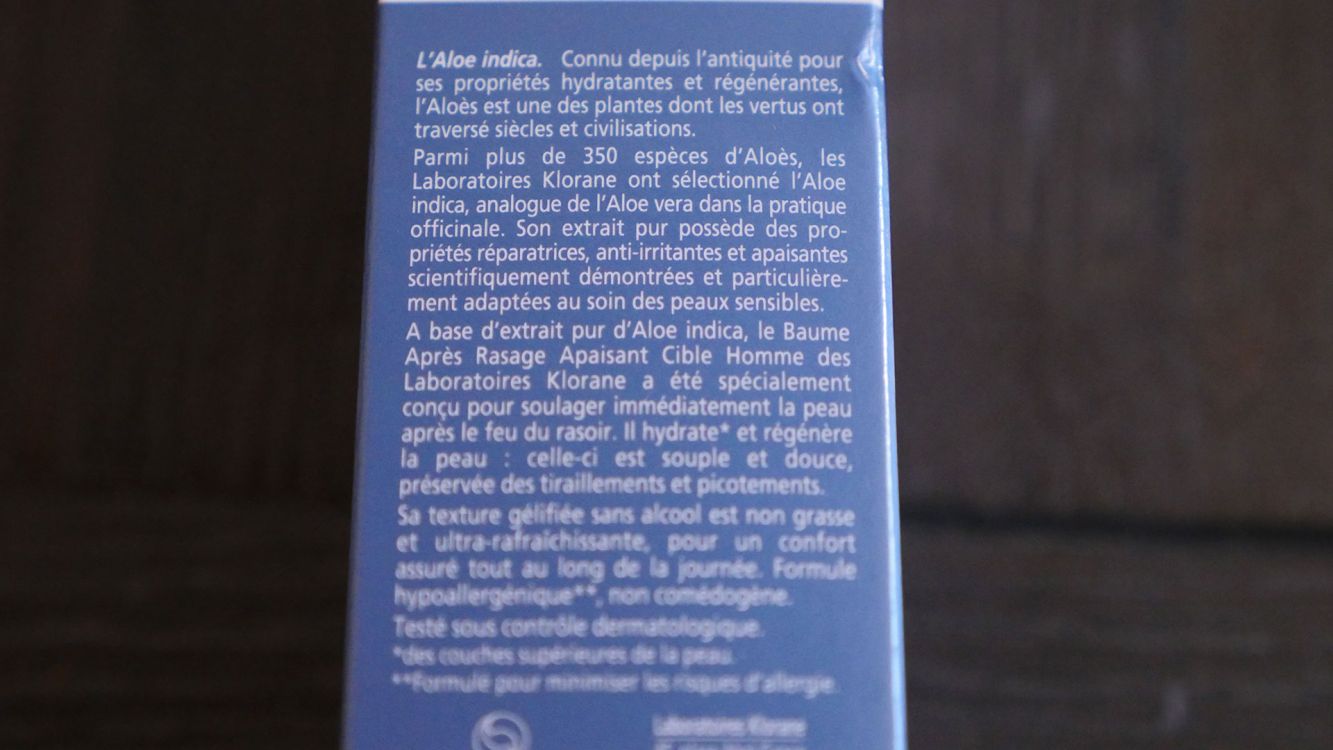 L'Aloe indica. Connu depuis l'antiquité pour
ses propriétés hydratantes et régénérantes,
l'Aloès est une des plantes dont les vertus ont
traversé siècles et civilisations.
Parmi plus de 350 espèces d'Aloès, les
Laboratoires Klorane ont sélectionné l'Aloe
indica, analogue de l'Aloe vera dans la pratique
officinale. Son extrait pur possède des pro-
priétés réparatrices, anti-irritantes et apaisantes
scientifiquement démontrées et particulière-
ment adaptées au soin des peaux sensibles.
A base d'extrait pur d'Aloe indica, le Baume
Après Rasage Apaisant Cible Homme des
Laboratoires Klorane a été spécialement
conçu pour soulager immédiatement la peau
après le feu du rasoir. Il hydrate* et régénère
la peau : celle-ci est souple et douce,
préservée des tiraillements et picotements.
Sa texture gélifiée sans alcool est non grasse
et ultra-rafraîchissante, pour un confort
assuré tout au long de la journée. Formule
hypoallergénique**, non comédogène.
Testé sous contrôle dermatologique.
*des couches supérieures de la peau.
**Formulé pour minimiser les risques d'allergie.
Laboratoires Klorane